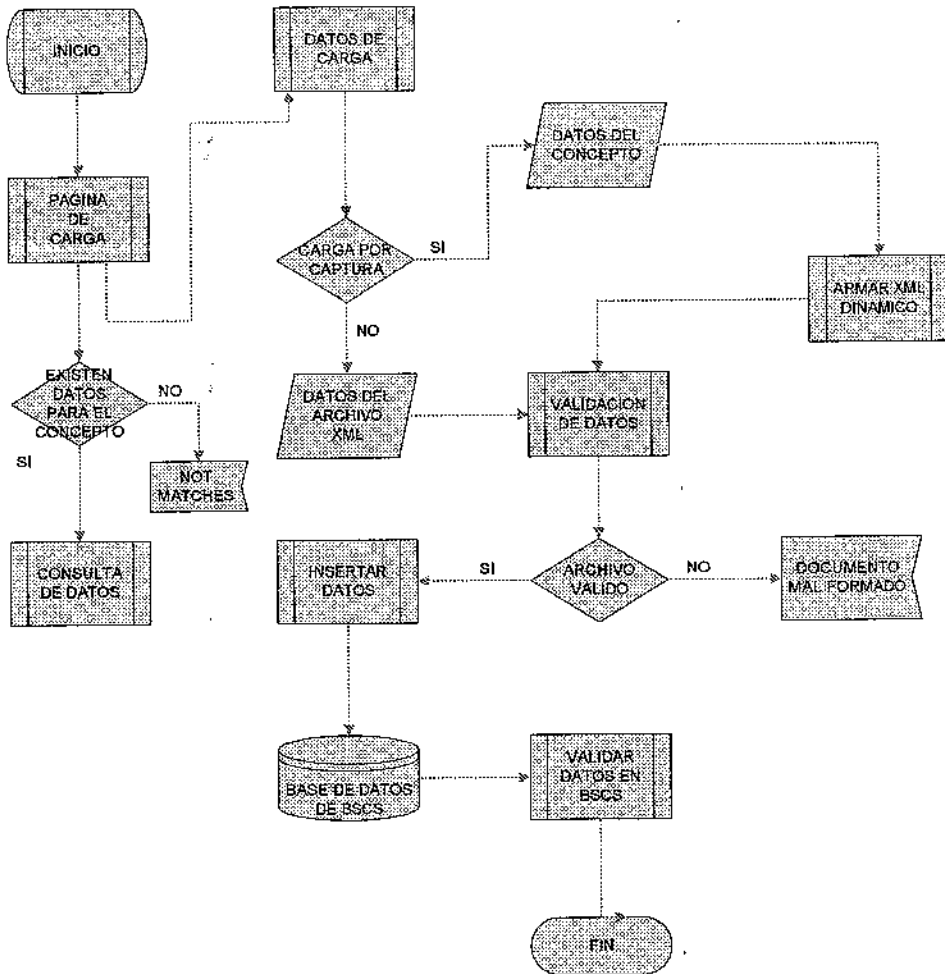 INICIO
PAGINA
DE
CARGA
EXISTEN
DATOS
PARA EL
CONCEPTO
NO
SI
NOT
MATCHES
CONSULTA
DE DATOS
DATOS DE
CARGA
CARGA POR
CAPTURA
SI
NO
DATOS DEL
CONCEPTO
ARMAR XML
DINAMICO
DATOS DEL
ARCHIVO
XML
VALIDACION
DE DATOS
ARCHIVO
VALIDO
SI
NO
INSERTAR
DATOS
DOCUMENTO
MAL FORMADO
BASE DE DATOS
DE BSCS
VALIDAR
DATOS EN
BSCS
FIN